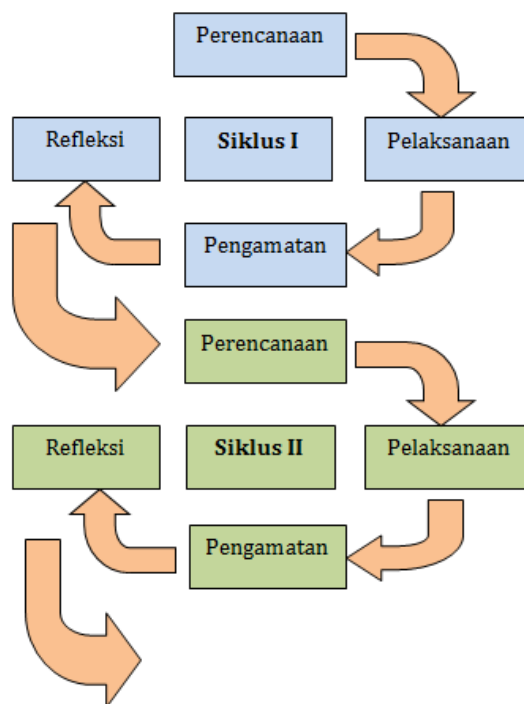 Perencanaan
Refleksi
Siklus I
Pelaksanaan
Pengamatan
Perencanaan
Refleksi
Siklus II
Pelaksanaan
Pengamatan